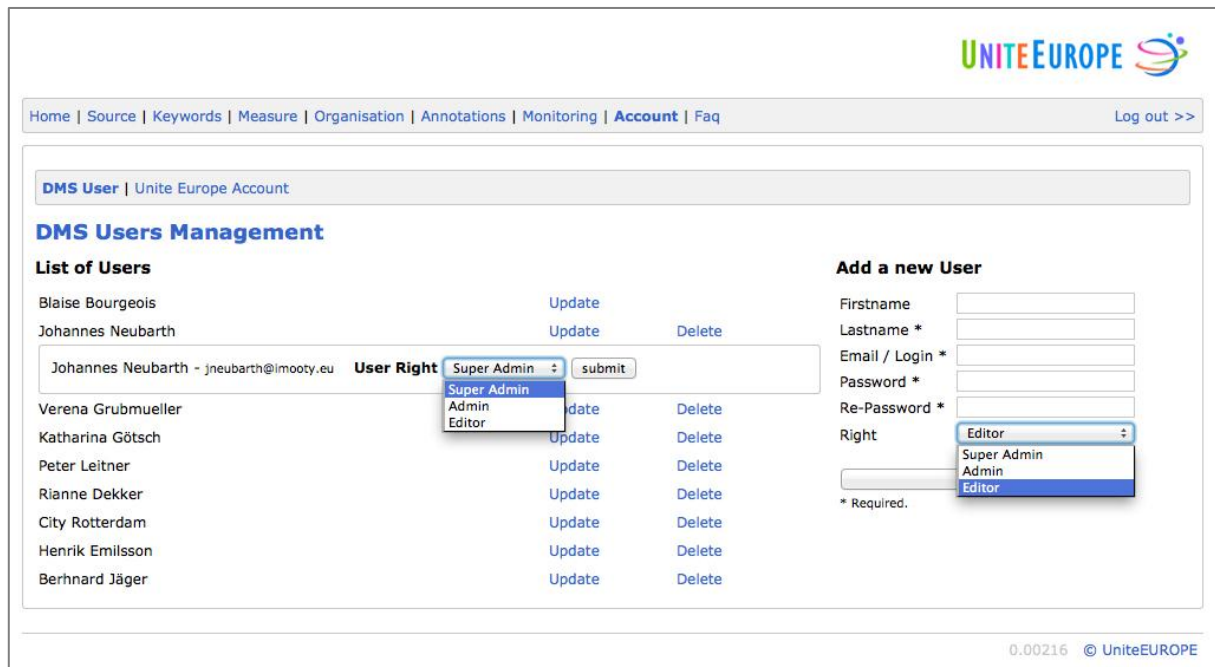 UNITEEUROPE
Home | Source | Keywords | Measure | Organisation | Annotations | Monitoring | Account | Faq
Log out >>
DMS User | Unite Europe Account
DMS Users Management
List of Users
Blaise Bourgeois Update
Johannes Neubarth Update Delete
Johannes Neubarth - jneubarth@imooty.eu User Right Super Admin submit
Super Admin
Admin
Editor
Verena Grubmueller Update Delete
Katharina Götsch Update Delete
Peter Leitner Update Delete
Rianne Dekker Update Delete
City Rotterdam Update Delete
Henrik Emilsson Update Delete
Berhnard Jäger Update Delete
Add a new User
Firstname
Lastname *
Email / Login *
Password *
Re-Password *
Right Editor
Super Admin
Admin
Editor
* Required.
0.00216 © UniteEUROPE